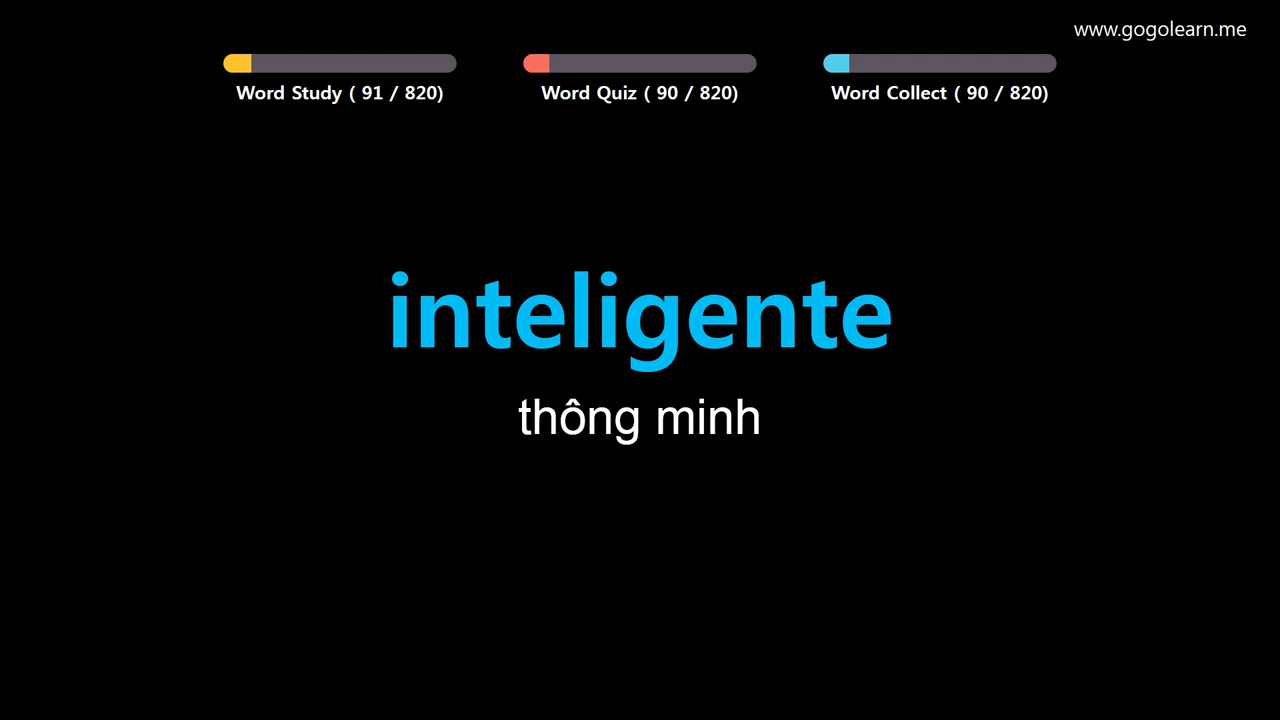 www.gogolearn.me
Word Study ( 91 / 820)
Word Quiz ( 90 / 820)
Word Collect ( 90 / 820)
inteligente
thông minh